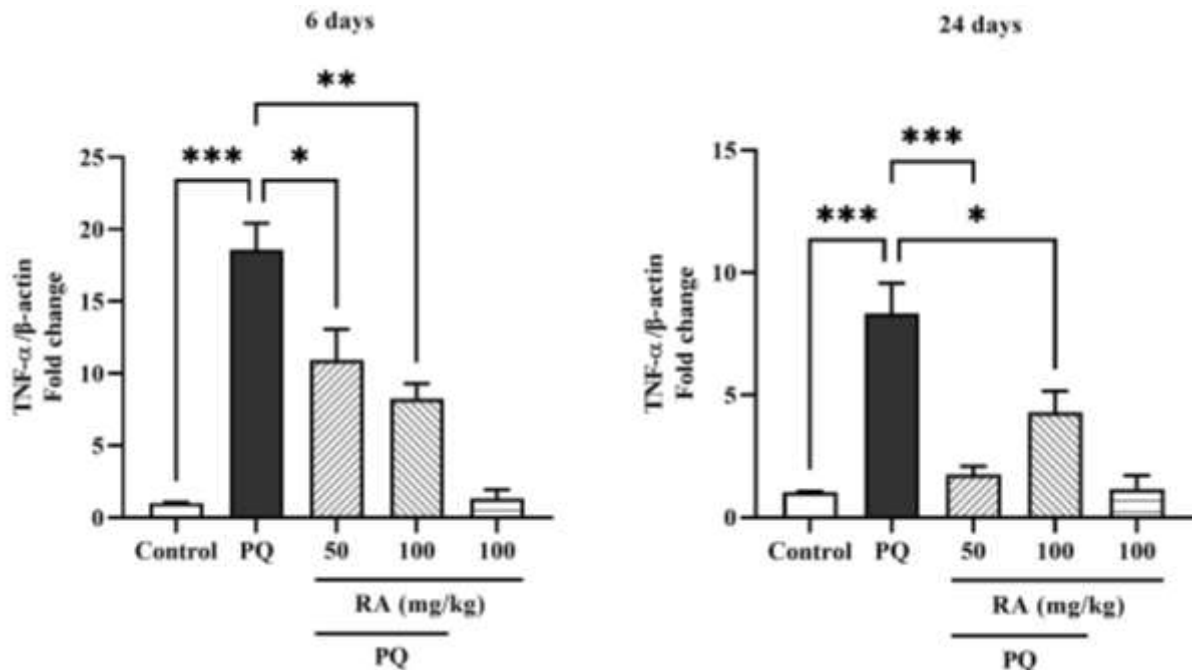 6 days
**
***
*
25
20
15
10
5
0
TNF-α/β-actin
Fold change
Control PQ 50 100 100
RA (mg/kg)
PQ
24 days
***
***
*
15
10
5
0
TNF-α/β-actin
Fold change
Control PQ 50 100 100
RA (mg/kg)
PQ